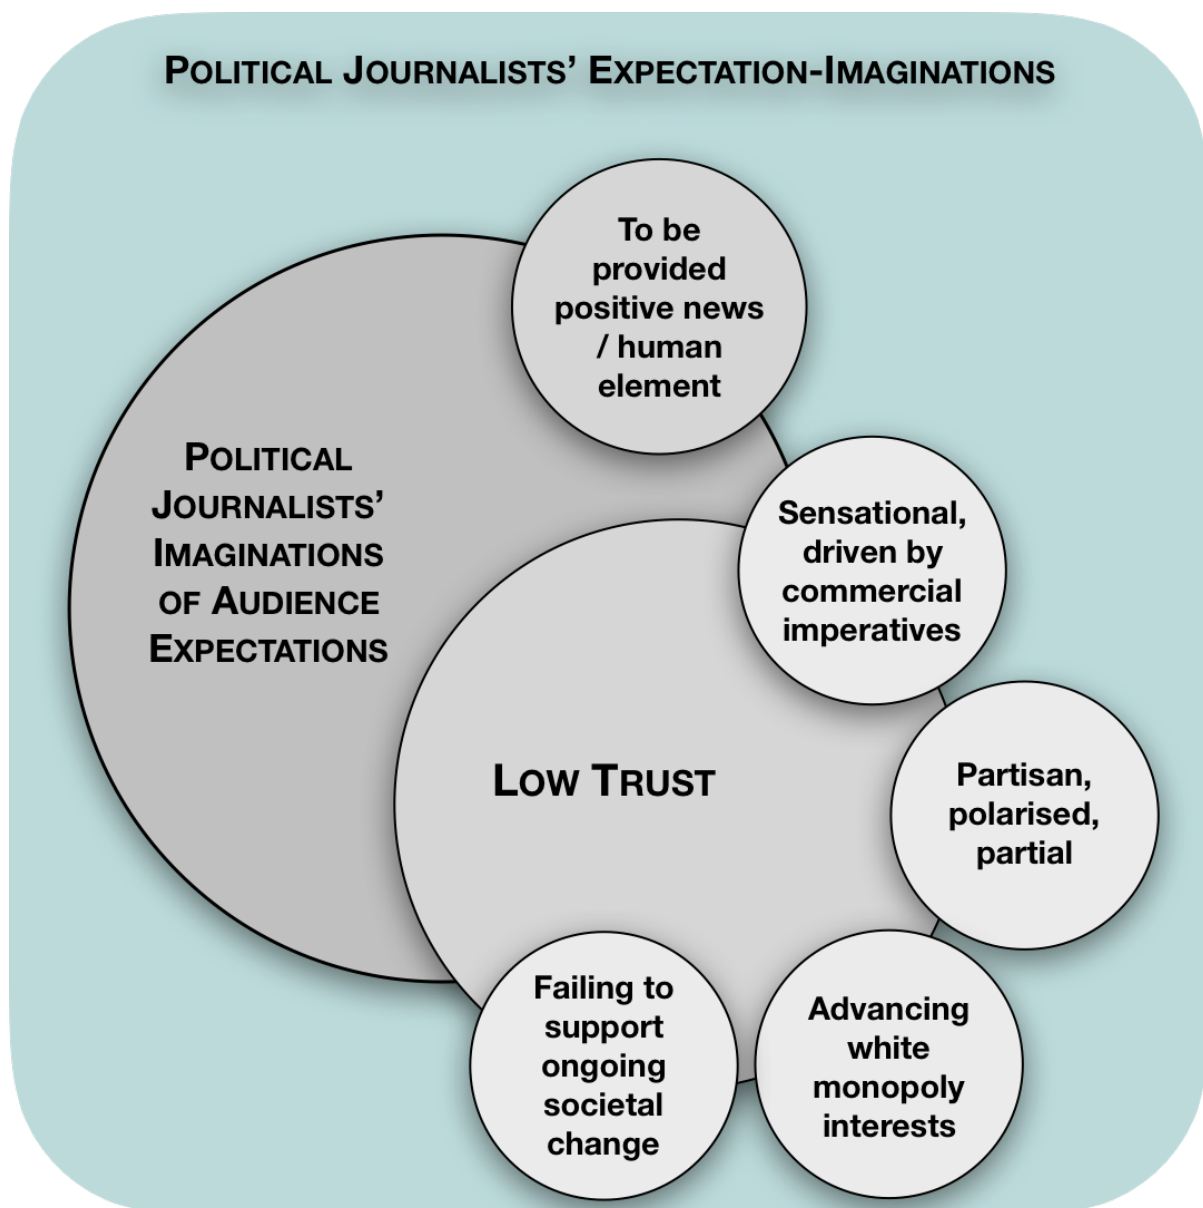 POLITICAL JOURNALISTS’ EXPECTATION-IMAGINATIONS
To be
provided
positive news
/ human
element
POLITICAL
JOURNALISTS’
IMAGINATIONS
OF AUDIENCE
EXPECTATIONS
Sensational,
driven by
commercial
imperatives
LOW TRUST
Partisan,
polarised,
partial
Failing to
support
ongoing
societal
change
Advancing
white
monopoly
interests